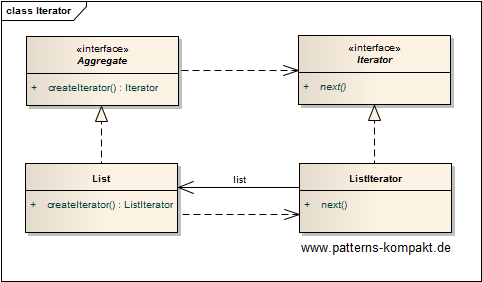 class Iterator
«interface»
Aggregate
+ createIterator() : Iterator
«interface»
Iterator
+ next()
List
+ createIterator() : ListIterator
list
ListIterator
+ next()
www.patterns-kompakt.de